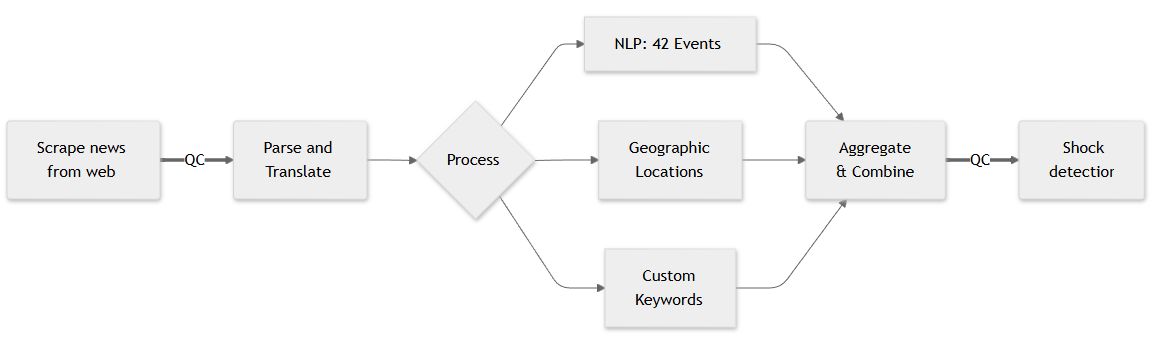 Scrape news
from web
QC
Parse and
Translate
Process
NLP: 42 Events
Geographic
Locations
Custom
Keywords
Aggregate
& Combine
QC
Shock
detection